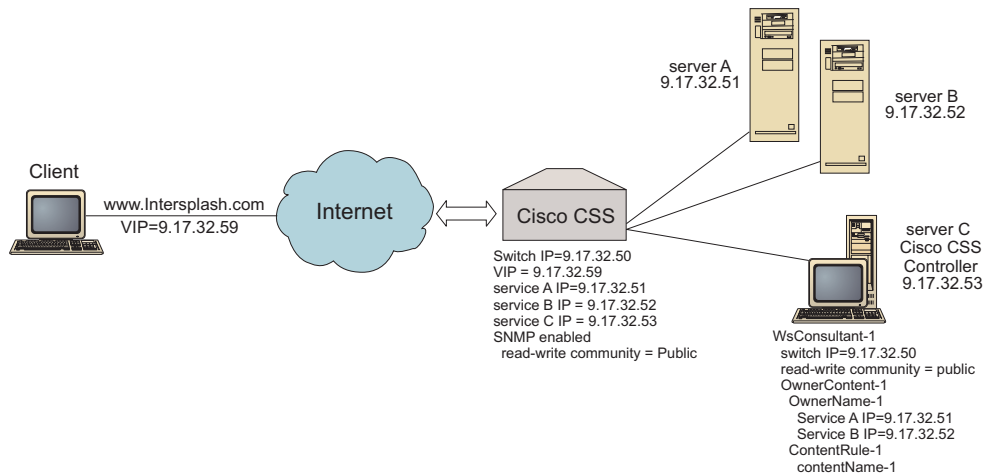 server A
9.17.32.51
server B
9.17.32.52
Client
www.Intersplash.com
VIP=9.17.32.59
Internet
Cisco CSS
Switch IP=9.17.32.50
VIP = 9.17.32.59
service A IP=9.17.32.51
service B IP = 9.17.32.52
service C IP = 9.17.32.53
SNMP enabled
read-write community = Public
server C
Cisco CSS
Controller
9.17.32.53
WsConsultant-1
switch IP=9.17.32.50
read-write community = public
OwnerContent-1
OwnerName-1
Service A IP=9.17.32.51
Service B IP=9.17.32.52
ContentRule-1
contentName-1